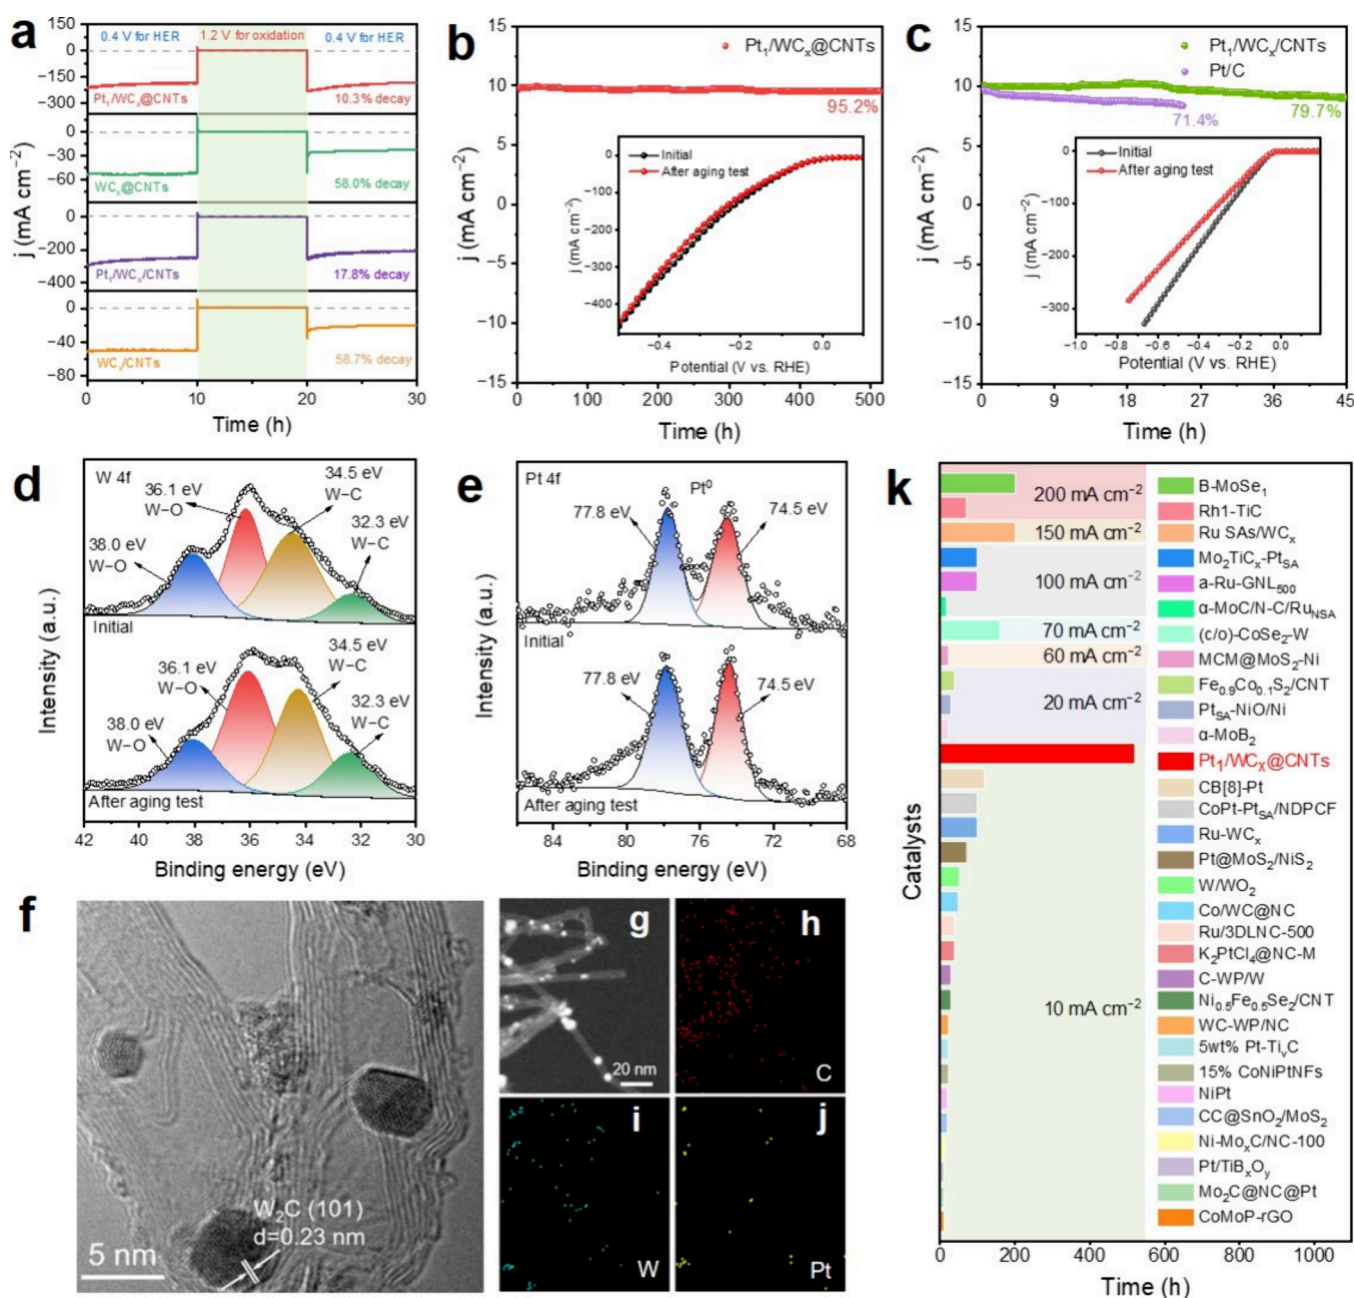 a
0.4 V for HER
1.2 V for oxidation
0.4 V for HER
150
0
−150
−300
Pt₁/WCₓ@CNTs
10.3% decay
0
−30
−60
WCₓ@CNTs
58.0% decay
0
−200
−400
Pt₁/WCₓ/CNTs
17.8% decay
0
−40
−80
WCₓ/CNTs
58.7% decay
j (mA cm⁻²)
0 10 20 30
Time (h)
b
Pt₁/WCₓ@CNTs
95.2%
15
10
5
0
−5
−10
−15
j (mA cm⁻²)
Initial
After aging test
0
−100
−200
−300
−400
j (mA cm⁻²)
−0.4 −0.2 0.0
Potential (V vs. RHE)
0 100 200 300 400 500
Time (h)
c
Pt₁/WCₓ/CNTs
Pt/C
79.7%
71.4%
15
10
5
0
−5
−10
−15
j (mA cm⁻²)
Initial
After aging test
0
−100
−200
−300
j (mA cm⁻²)
−1.0 −0.8 −0.6 −0.4 −0.2 0.0
Potential (V vs. RHE)
0 9 18 27 36 45
Time (h)
d
W 4f
34.5 eV
W−C
36.1 eV
W−O
32.3 eV
W−C
38.0 eV
W−O
Initial
34.5 eV
W−C
36.1 eV
W−O
32.3 eV
W−C
38.0 eV
W−O
After aging test
Intensity (a.u.)
42 40 38 36 34 32 30
Binding energy (eV)
e
Pt 4f
Pt⁰
77.8 eV
74.5 eV
Initial
77.8 eV
74.5 eV
After aging test
Intensity (a.u.)
84 80 76 72 68
Binding energy (eV)
f
W₂C (101)
d=0.23 nm
5 nm
g
20 nm
h
C
i
W
j
Pt
k
200 mA cm⁻²
150 mA cm⁻²
100 mA cm⁻²
70 mA cm⁻²
60 mA cm⁻²
20 mA cm⁻²
10 mA cm⁻²
B-MoSe₁
Rh1-TiC
Ru SAs/WCₓ
Mo₂TiCₓ-Pt_SA
a-Ru-GNL₅₀₀
α-MoC/N-C/Ru_NSA
(c/o)-CoSe₂-W
MCM@MoS₂-Ni
Fe₀.₉Co₀.₁S₂/CNT
Pt_SA-NiO/Ni
α-MoB₂
Pt₁/WCₓ@CNTs
CB[8]-Pt
CoPt-Pt_SA/NDPCF
Ru-WCₓ
Pt@MoS₂/NiS₂
W/WO₂
Co/WC@NC
Ru/3DLNC-500
K₂PtCl₄@NC-M
C-WP/W
Ni₀.₅Fe₀.₅Se₂/CNT
WC-WP/NC
5wt% Pt-TiᵥC
15% CoNiPtNFs
NiPt
CC@SnO₂/MoS₂
Ni-MoₓC/NC-100
Pt/TiBₓOᵧ
Mo₂C@NC@Pt
CoMoP-rGO
Catalysts
0 200 400 600 800 1000
Time (h)